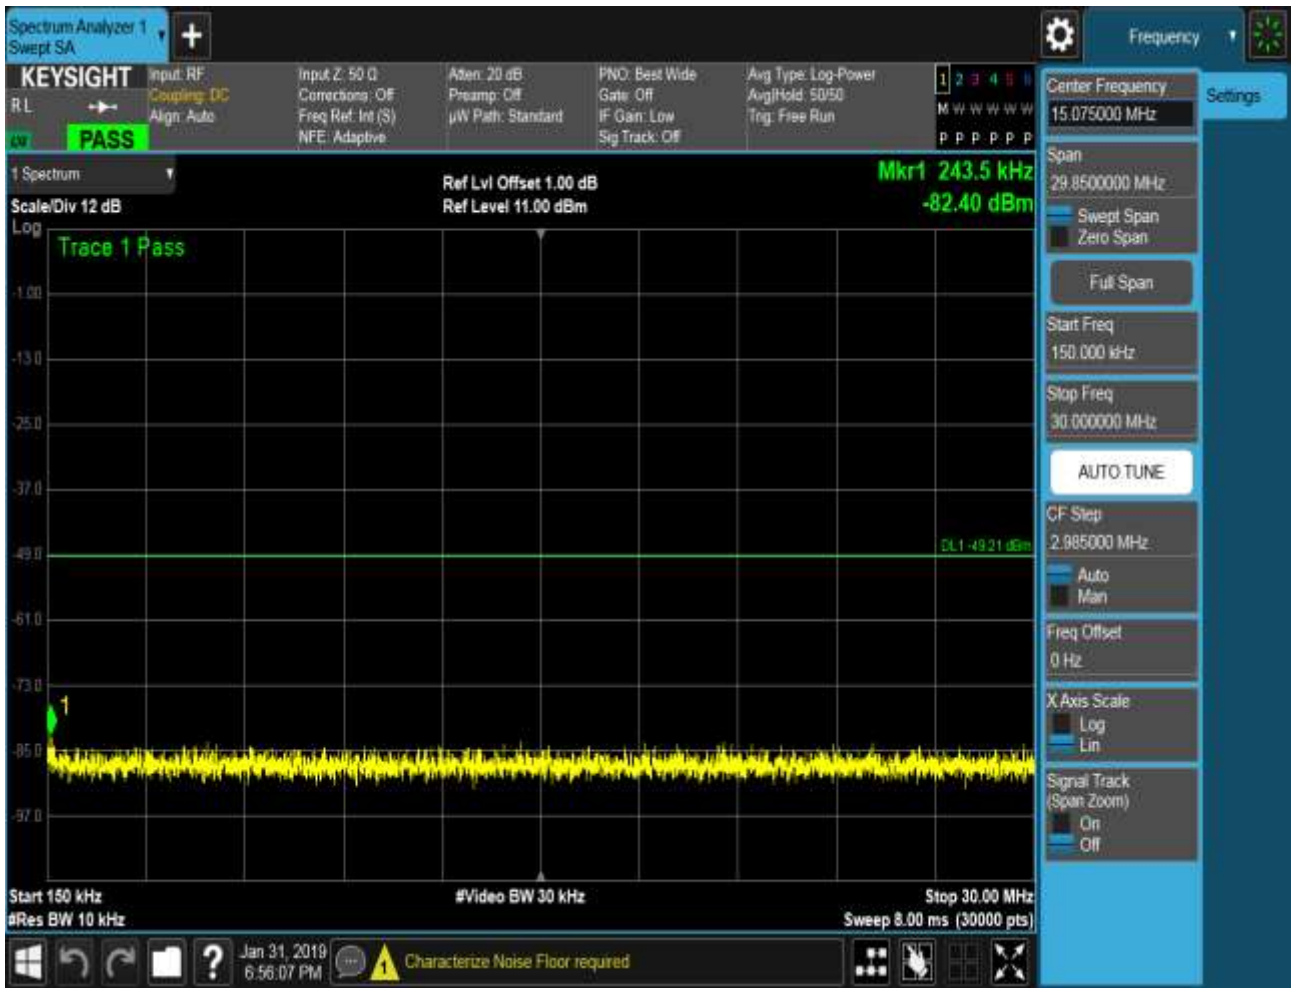 Spectrum Analyzer 1
Swept SA
Frequency
KEYSIGHT
R L
PASS
Input: RF
Coupling: DC
Align: Auto
Input Z: 50 Ω
Corrections: Off
Freq Ref: Int (S)
NFE: Adaptive
Atten: 20 dB
Preamp: Off
µW Path: Standard
PNO: Best Wide
Gate: Off
IF Gain: Low
Sig Track: Off
Avg Type: Log-Power
Avg|Hold: 50/50
Trig: Free Run
1 2 3 4 5 6
M W W W W W
P P P P P P
1 Spectrum
Scale/Div 12 dB
Ref Lvl Offset 1.00 dB
Ref Level 11.00 dBm
Mkr1 243.5 kHz
-82.40 dBm
Log
Trace 1 Pass
-1.00
-13.0
-25.0
-37.0
-49.0
DL1 -49.21 dBm
-61.0
-73.0
1
-85.0
-97.0
Start 150 kHz
#Video BW 30 kHz
Stop 30.00 MHz
#Res BW 10 kHz
Sweep 8.00 ms (30000 pts)
Jan 31, 2019
6:56:07 PM
?
1
Characterize Noise Floor required
Center Frequency
15.075000 MHz
Settings
Span
29.8500000 MHz
Swept Span
Zero Span
Full Span
Start Freq
150.000 kHz
Stop Freq
30.000000 MHz
AUTO TUNE
CF Step
2.985000 MHz
Auto
Man
Freq Offset
0 Hz
X Axis Scale
Log
Lin
Signal Track
(Span Zoom)
On
Off